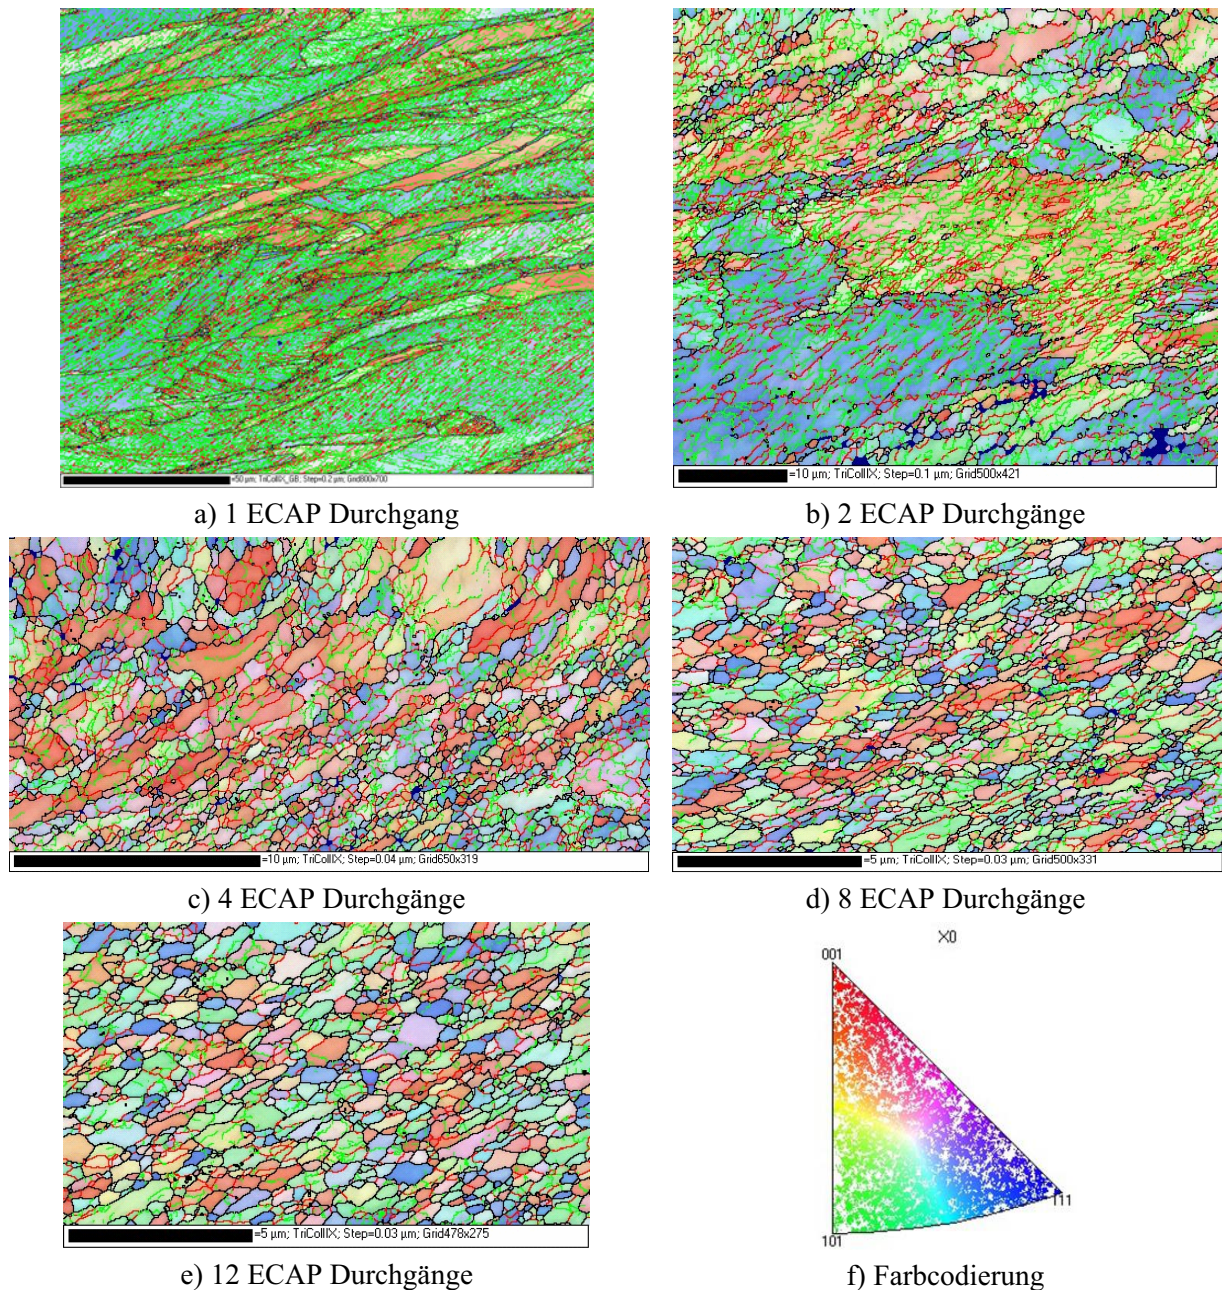 =50 µm; TriCollIX_GB; Step=0.2 µm; Grid800x700
a) 1 ECAP Durchgang
=10 µm; TriCollIX; Step=0.1 µm; Grid500x421
b) 2 ECAP Durchgänge
=10 µm; TriCollIX; Step=0.04 µm; Grid650x319
c) 4 ECAP Durchgänge
=5 µm; TriCollIX; Step=0.03 µm; Grid500x331
d) 8 ECAP Durchgänge
=5 µm; TriCollIX; Step=0.03 µm; Grid478x275
e) 12 ECAP Durchgänge
X0
001
111
101
f) Farbcodierung